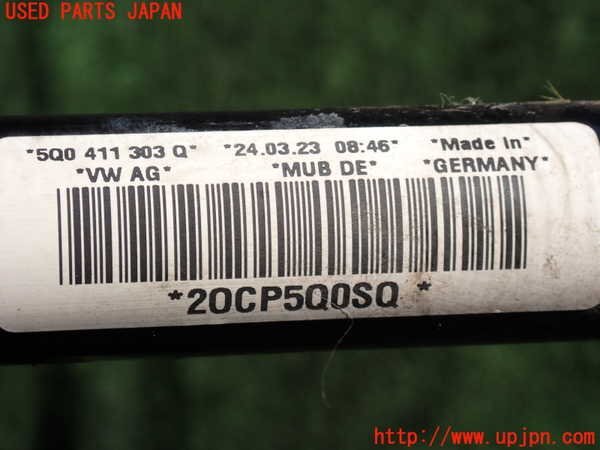 USED PARTS JAPAN
*5Q0 411 303 Q* *24.03.23 08:46* *Made in*
*VW AG* *MUB DE* *GERMANY*
*20CP5Q0SQ *
*http://www.upjpn.com/